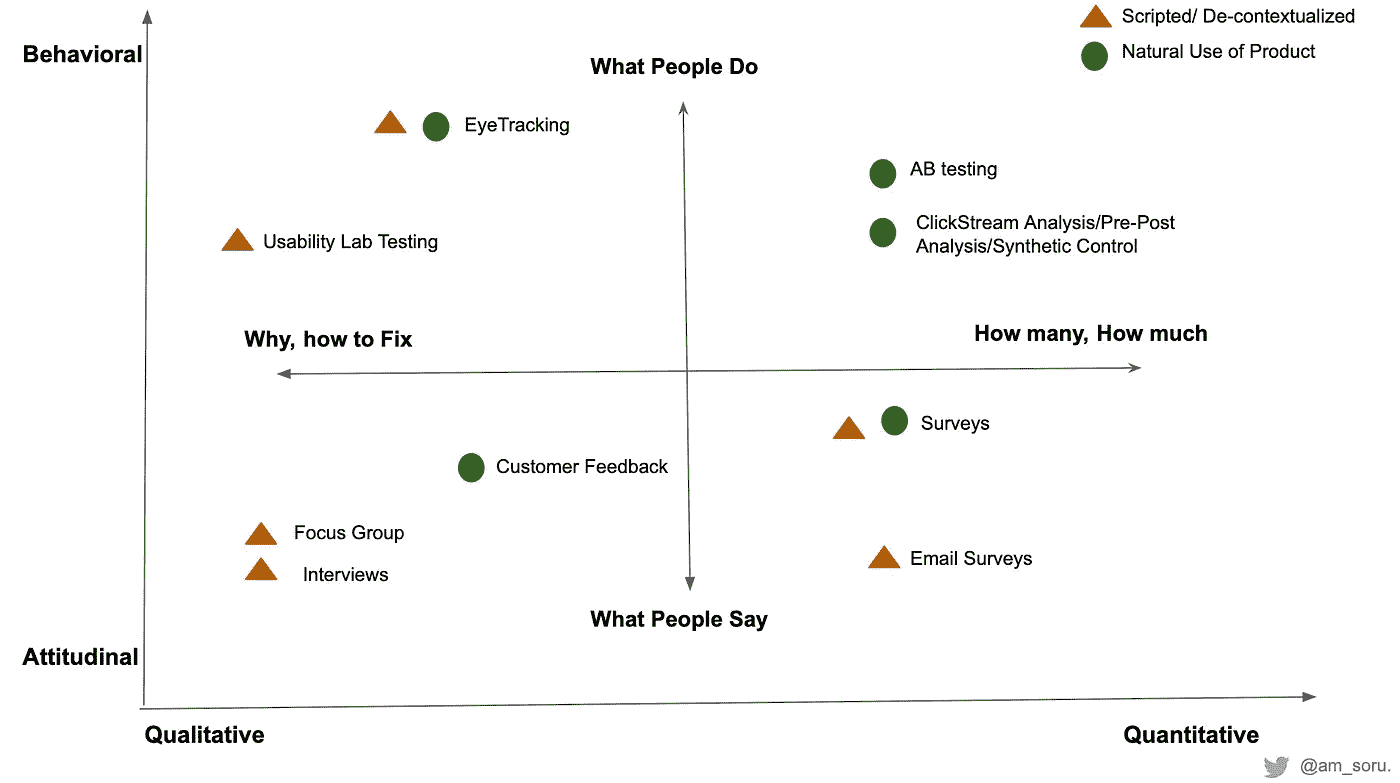 Scripted/ De-contextualized
Behavioral
Natural Use of Product
What People Do
EyeTracking
AB testing
ClickStream Analysis/Pre-Post
Analysis/Synthetic Control
Usability Lab Testing
Why, how to Fix
How many, How much
Surveys
Customer Feedback
Focus Group
Email Surveys
Interviews
What People Say
Attitudinal
Qualitative
Quantitative
@am_soru.